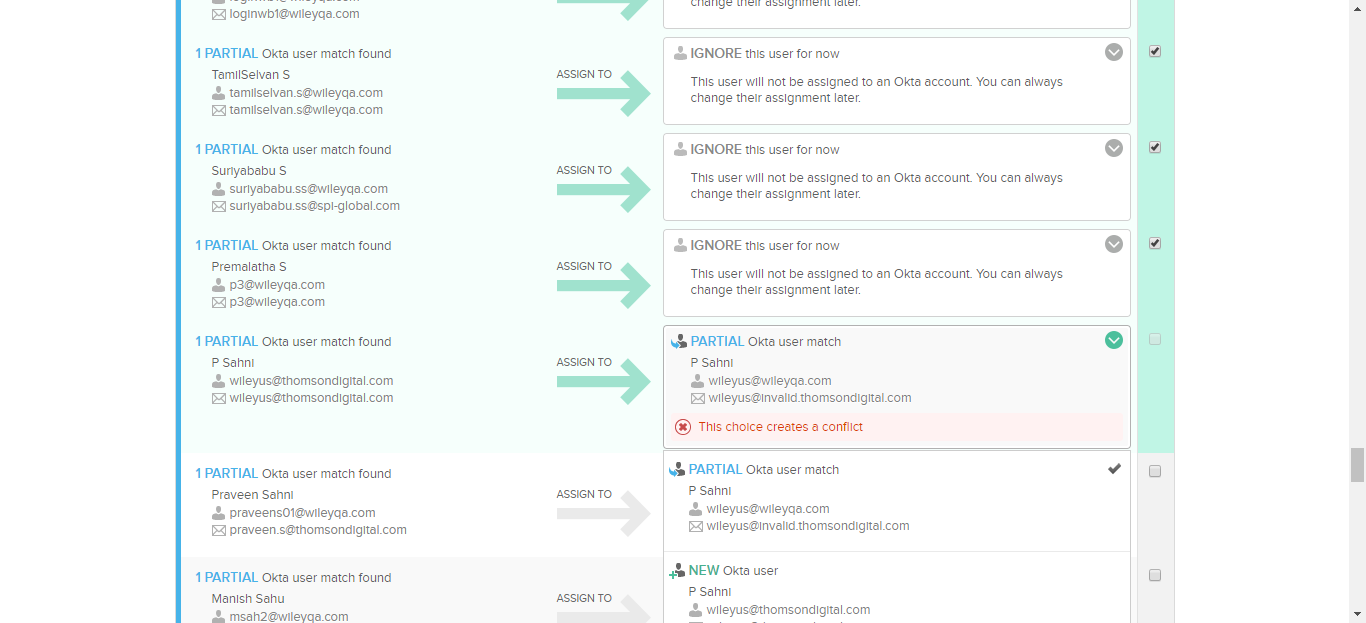 loginwb1@wileyqa.com
change their assignment later.
1 PARTIAL Okta user match found
TamilSelvan S
tamilselvan.s@wileyqa.com
tamilselvan.s@wileyqa.com
ASSIGN TO
IGNORE this user for now
This user will not be assigned to an Okta account. You can always
change their assignment later.
1 PARTIAL Okta user match found
Suriyababu S
suriyababu.ss@wileyqa.com
suriyababu.ss@spi-global.com
ASSIGN TO
IGNORE this user for now
This user will not be assigned to an Okta account. You can always
change their assignment later.
1 PARTIAL Okta user match found
Premalatha S
p3@wileyqa.com
p3@wileyqa.com
ASSIGN TO
IGNORE this user for now
This user will not be assigned to an Okta account. You can always
change their assignment later.
1 PARTIAL Okta user match found
P Sahni
wileyus@thomsondigital.com
wileyus@thomsondigital.com
ASSIGN TO
PARTIAL Okta user match
P Sahni
wileyus@wileyqa.com
wileyus@invalid.thomsondigital.com
This choice creates a conflict
1 PARTIAL Okta user match found
Praveen Sahni
praveens01@wileyqa.com
praveen.s@thomsondigital.com
ASSIGN TO
PARTIAL Okta user match
P Sahni
wileyus@wileyqa.com
wileyus@invalid.thomsondigital.com
1 PARTIAL Okta user match found
Manish Sahu
msah2@wileyqa.com
ASSIGN TO
NEW Okta user
P Sahni
wileyus@thomsondigital.com